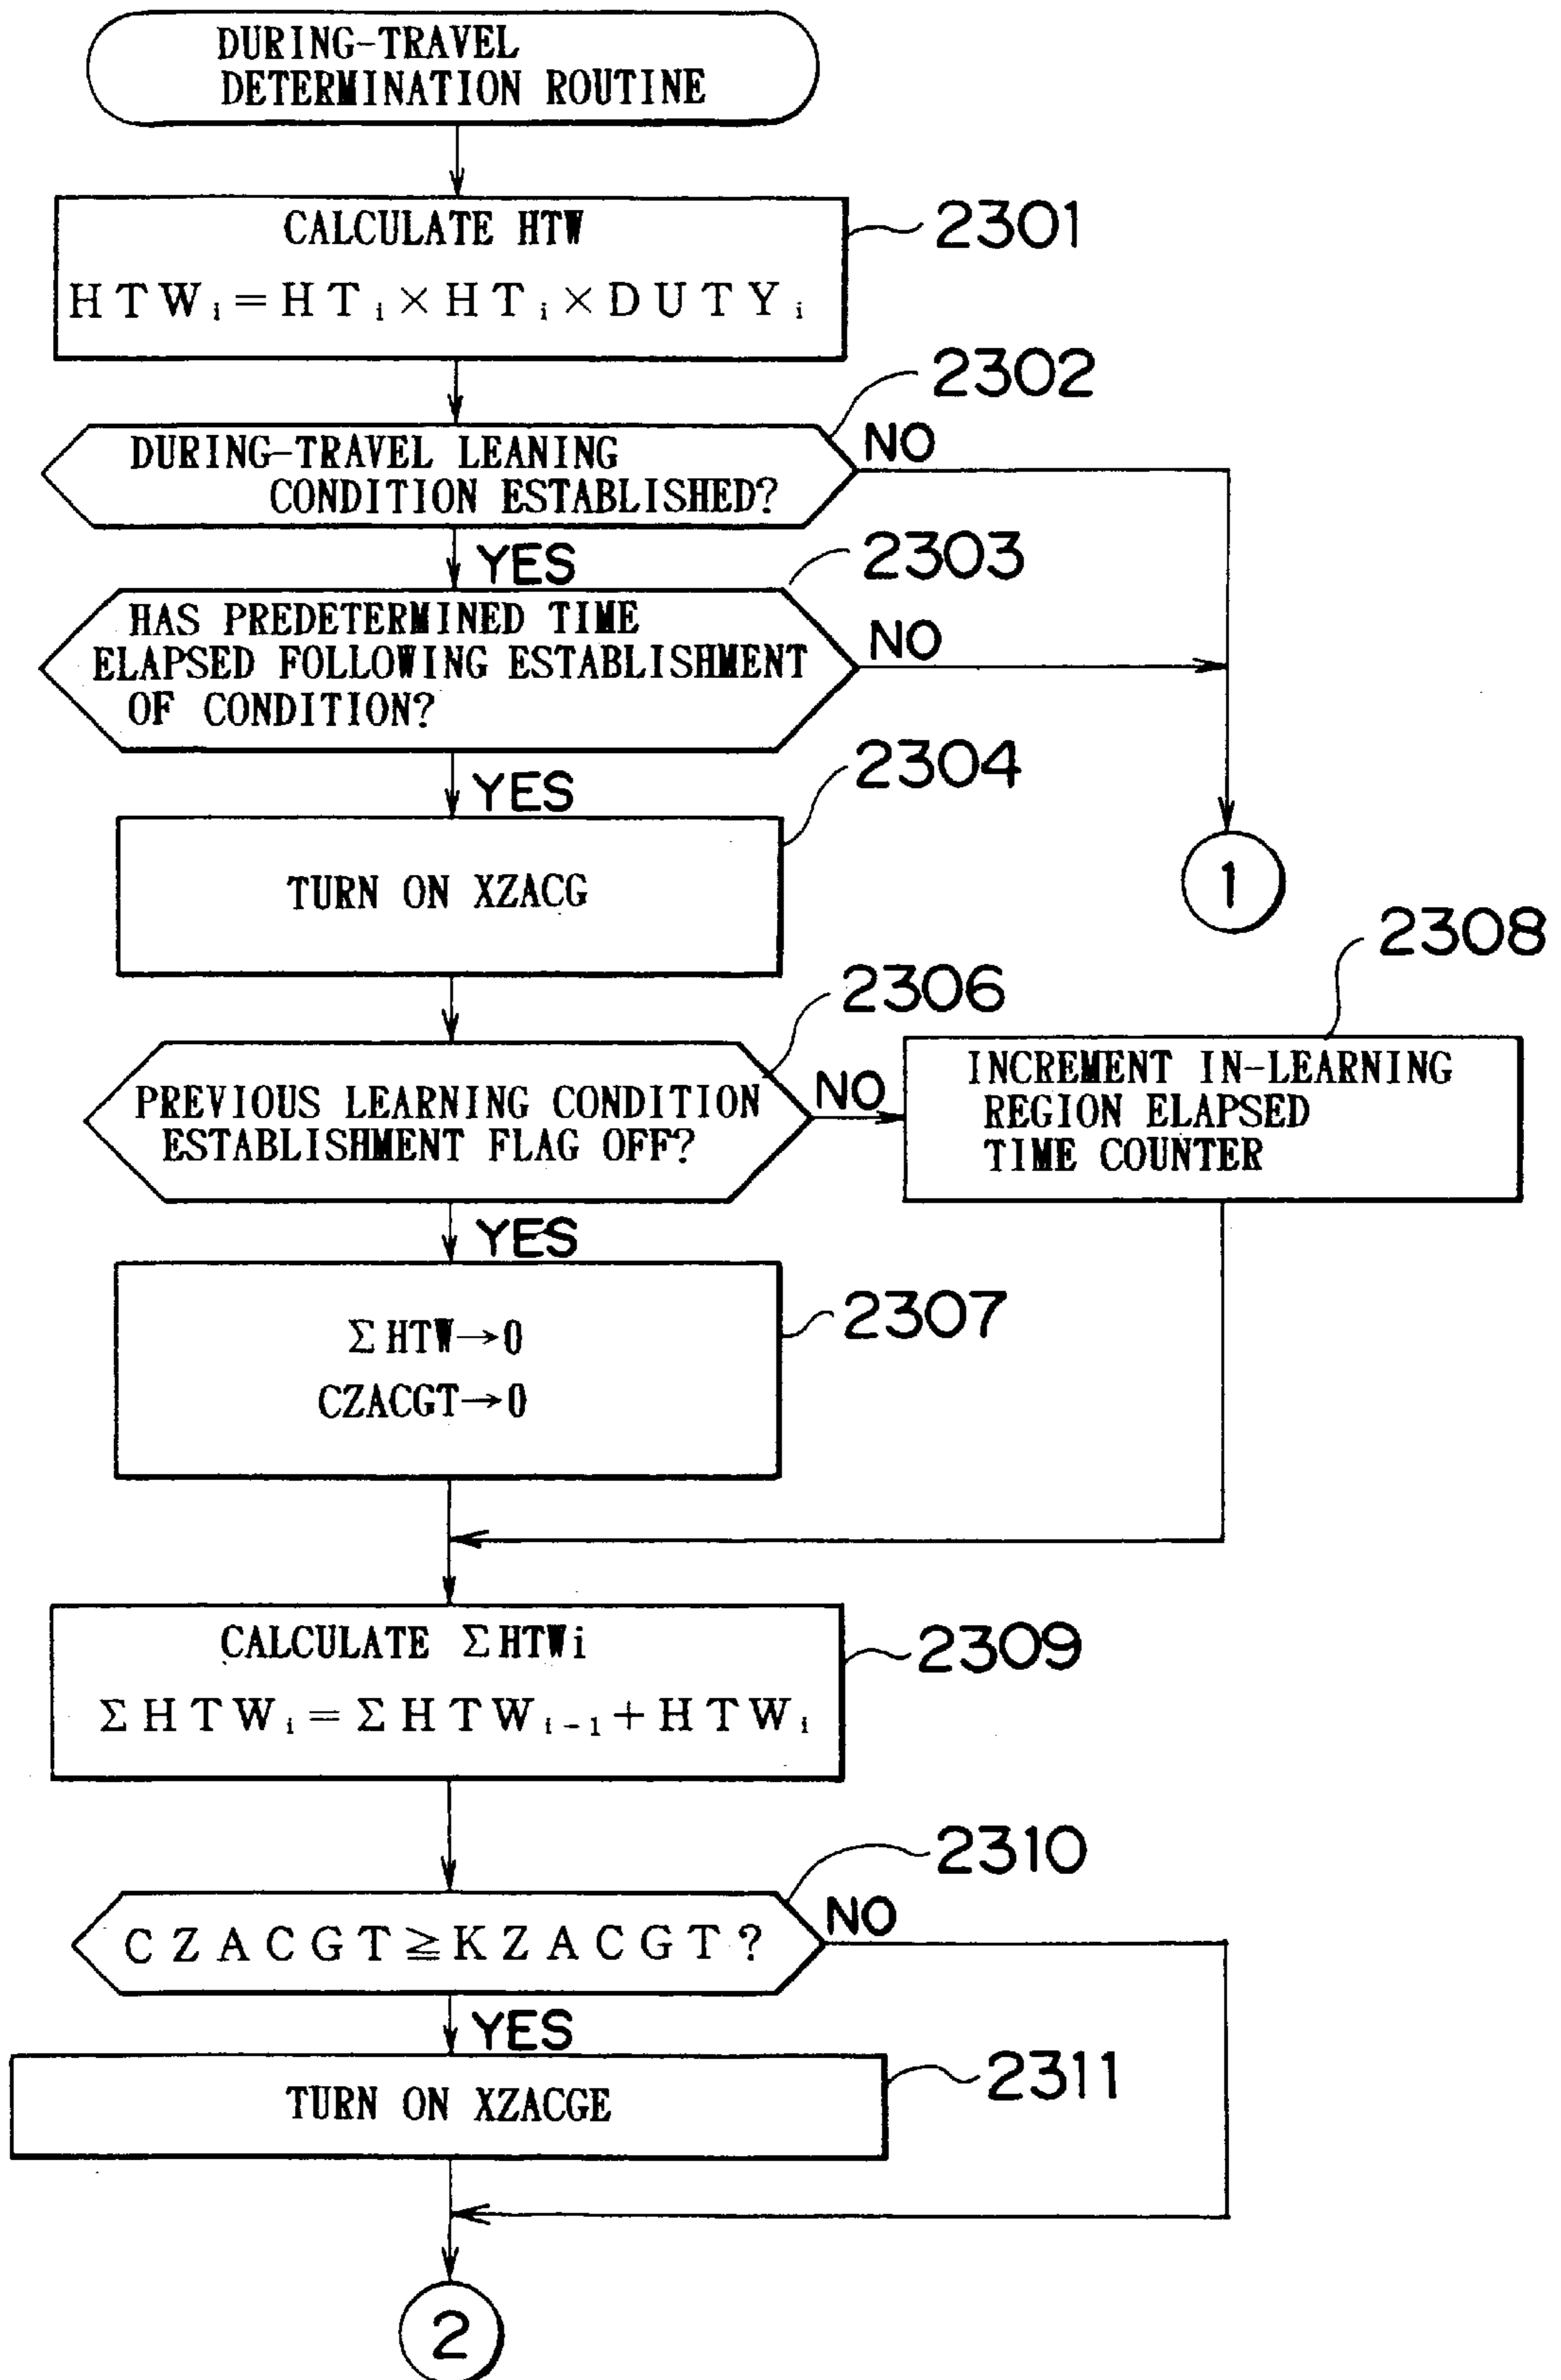 DURING-TRAVEL
DETERMINATION ROUTINE
CALCULATE HTW
HTWi=HTi×HTi×DUTYi
2301
2302
DURING-TRAVEL LEANING
CONDITION ESTABLISHED?
NO
YES
2303
HAS PREDETERMINED TIME
ELAPSED FOLLOWING ESTABLISHMENT
OF CONDITION?
NO
YES
2304
TURN ON XZACG
1
2306
PREVIOUS LEARNING CONDITION
ESTABLISHMENT FLAG OFF?
NO
2308
INCREMENT IN-LEARNING
REGION ELAPSED
TIME COUNTER
YES
2307
ΣHTW→0
CZACGT→0
CALCULATE ΣHTWi
ΣHTWi=ΣHTWi-1+HTWi
2309
2310
CZACGT≧KZACGT?
NO
YES
2311
TURN ON XZACGE
2